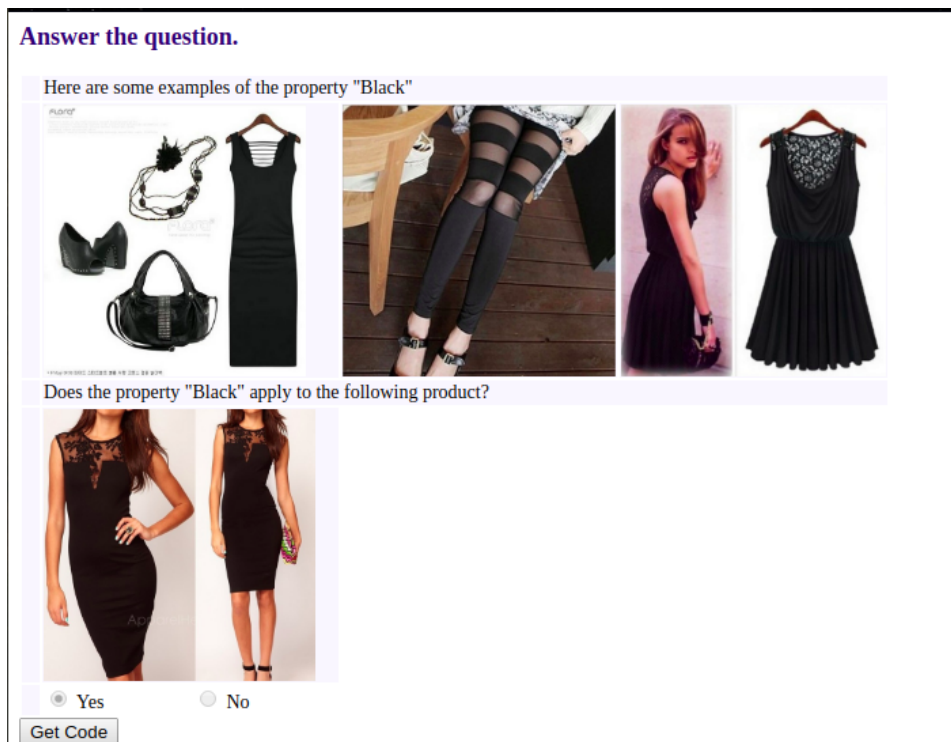 Answer the question.
Here are some examples of the property "Black"
Does the property "Black" apply to the following product?
Yes
No
Get Code